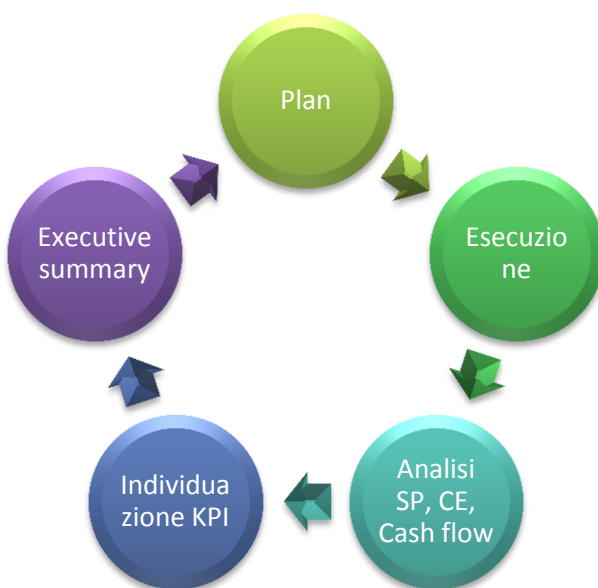 Plan
Esecuzio
ne
Analisi
SP, CE,
Cash flow
Individua
zione KPI
Executive
summary